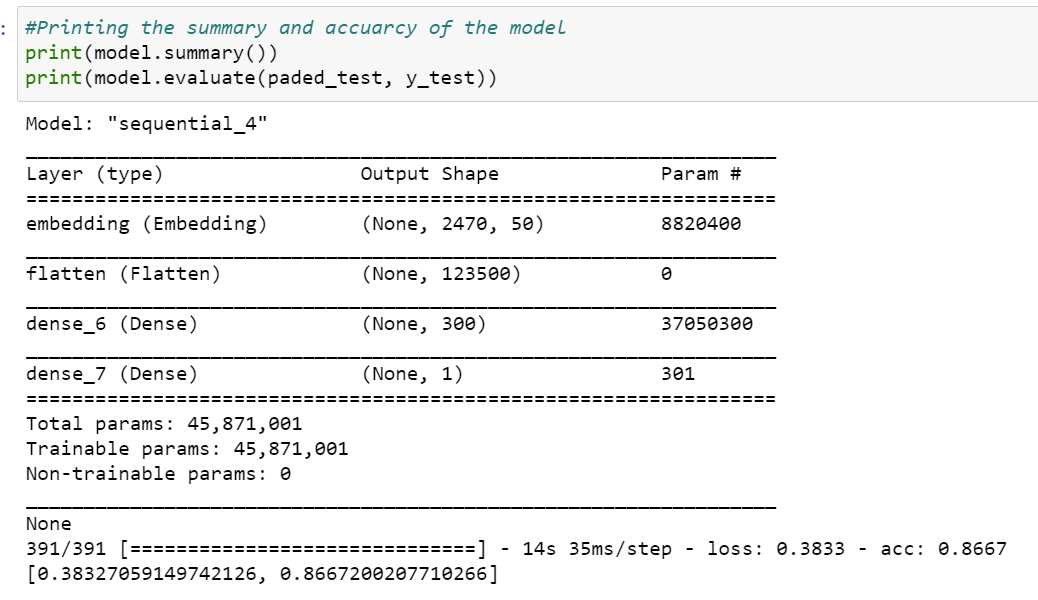 : #Printing the summary and accuarcy of the model
print(model.summary())
print(model.evaluate(paded_test, y_test))
Model: "sequential_4"
_________________________________________________________________
Layer (type)                 Output Shape              Param #
=================================================================
embedding (Embedding)        (None, 2470, 50)          8820400
_________________________________________________________________
flatten (Flatten)            (None, 123500)            0
_________________________________________________________________
dense_6 (Dense)              (None, 300)               37050300
_________________________________________________________________
dense_7 (Dense)              (None, 1)                 301
=================================================================
Total params: 45,871,001
Trainable params: 45,871,001
Non-trainable params: 0
_________________________________________________________________
None
391/391 [==============================] - 14s 35ms/step - loss: 0.3833 - acc: 0.8667
[0.38327059149742126, 0.8667200207710266]